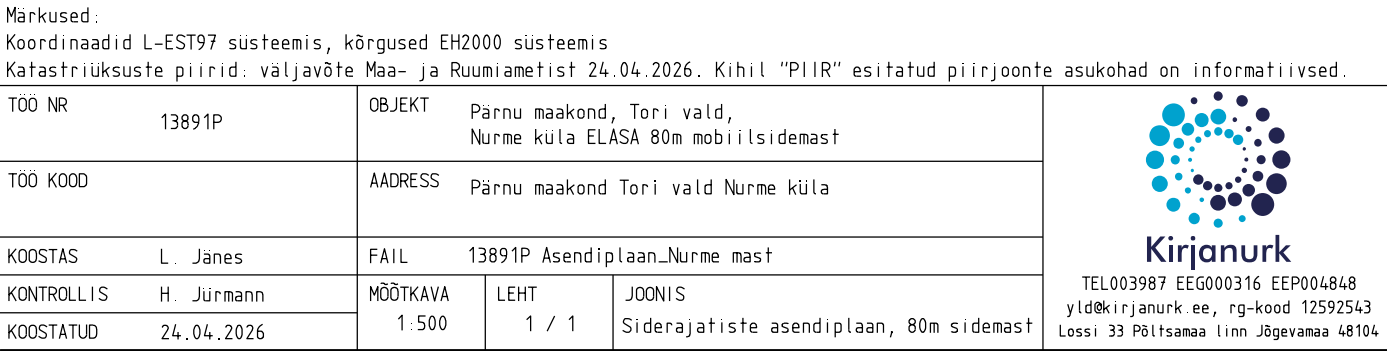 Märkused:
Koordinaadid L-EST97 süsteemis, kõrgused EH2000 süsteemis
Katastriüksuste piirid: väljavõte Maa- ja Ruumiametist 24.04.2026. Kihil "PIIR" esitatud piirjoonte asukohad on informatiivsed.
TÖÖ NR
13891P
OBJEKT
Pärnu maakond, Tori vald,
Nurme küla ELASA 80m mobiilsidemast
TÖÖ KOOD
AADRESS
Pärnu maakond Tori vald Nurme küla
KOOSTAS
L. Jänes
FAIL
13891P Asendiplaan_Nurme mast
KONTROLLIS
H. Jürmann
MÕÕTKAVA
1:500
LEHT
1 / 1
JOONIS
Siderajatiste asendiplaan, 80m sidemast
KOOSTATUD
24.04.2026
Kirjanurk
TEL003987 EEG000316 EEP004848
yld@kirjanurk.ee, rg-kood 12592543
Lossi 33 Põltsamaa linn Jõgevamaa 48104